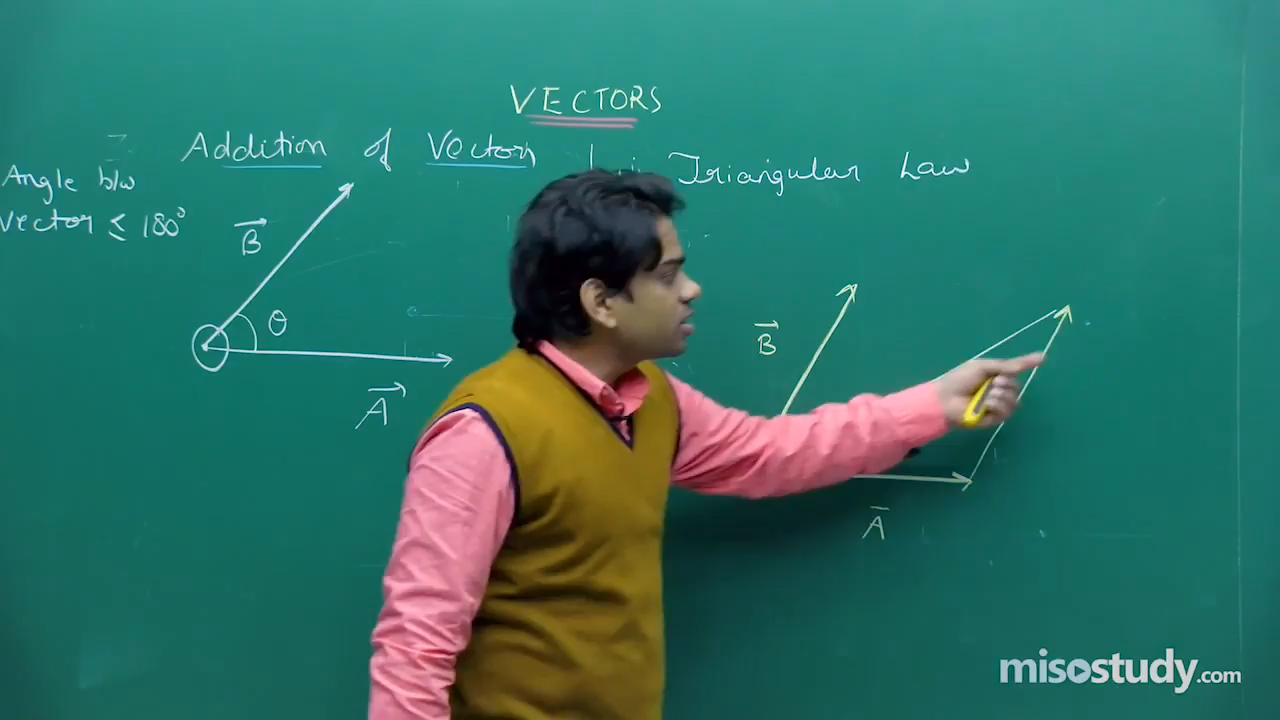 VECTORS
Addition of Vectors
Triangular Law
Angle b/w
Vector ≤ 180°
B⃗
θ
A⃗
B⃗
A̅
misostudy.com